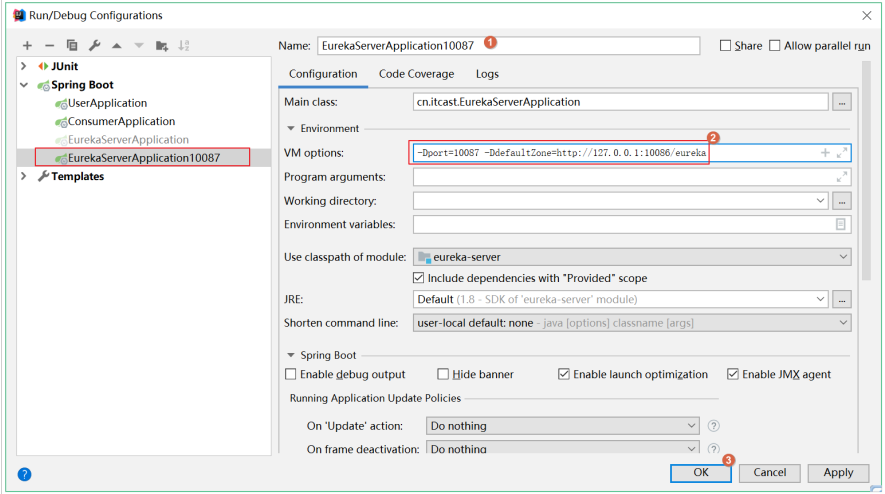 Run/Debug Configurations
Name: EurekaServerApplication10087 1 Share Allow parallel run
JUnit
Spring Boot
UserApplication
ConsumerApplication
EurekaServerApplication
EurekaServerApplication10087
Templates
Configuration Code Coverage Logs
Main class: cn.itcast.EurekaServerApplication ...
Environment
2
VM options: -Dport=10087 -DdefaultZone=http://127.0.0.1:10086/eureka
Program arguments:
Working directory: ...
Environment variables:
Use classpath of module: eureka-server
Include dependencies with "Provided" scope
JRE: Default (1.8 - SDK of 'eureka-server' module) ...
Shorten command line: user-local default: none - java [options] classname [args]
Spring Boot
Enable debug output Hide banner Enable launch optimization Enable JMX agent
Running Application Update Policies
On 'Update' action: Do nothing ?
On frame deactivation: Do nothing ?
3
? OK Cancel Apply